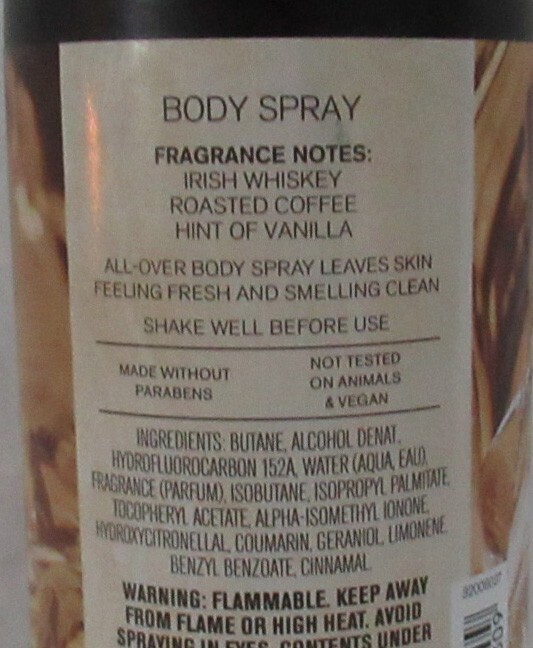 BODY SPRAY
FRAGRANCE NOTES:
IRISH WHISKEY
ROASTED COFFEE
HINT OF VANILLA
ALL-OVER BODY SPRAY LEAVES SKIN
FEELING FRESH AND SMELLING CLEAN
SHAKE WELL BEFORE USE
MADE WITHOUT
PARABENS
NOT TESTED
ON ANIMALS
& VEGAN
INGREDIENTS: BUTANE, ALCOHOL DENAT.,
HYDROFLUOROCARBON 152A, WATER (AQUA, EAU),
FRAGRANCE (PARFUM), ISOBUTANE, ISOPROPYL PALMITATE,
TOCOPHERYL ACETATE, ALPHA-ISOMETHYL IONONE,
HYDROXYCITRONELLAL, COUMARIN, GERANIOL, LIMONENE,
BENZYL BENZOATE, CINNAMAL.
WARNING: FLAMMABLE. KEEP AWAY
FROM FLAME OR HIGH HEAT. AVOID
SPRAYING IN EYES. CONTENTS UNDER